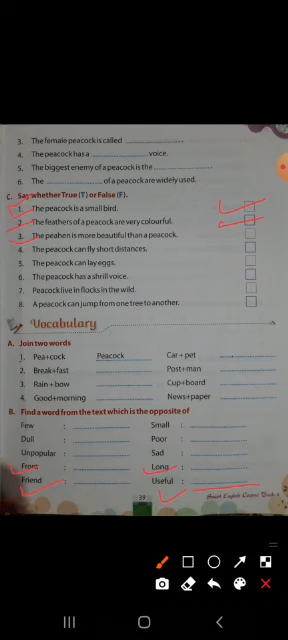 3. The female peacock is called ....................
4. The peacock has a .................... voice.
5. The biggest enemy of a peacock is the ....................
6. The .................... of a peacock are widely used.
C. Say whether True (T) or False (F).
1. The peacock is a small bird.
2. The feathers of a peacock are very colourful.
3. The peahen is more beautiful than a peacock.
4. The peacock can fly short distances.
5. The peacock can lay eggs.
6. The peacock has a shrill voice.
7. Peacock live in flocks in the wild.
8. A peacock can jump from one tree to another.
Vocabulary
A. Join two words
1. Pea+cock Peacock Car + pet ....................
2. Break+fast .................... Post+man ....................
3. Rain + bow .................... Cup+board ....................
4. Good+morning .................... News+paper ....................
B. Find a word from the text which is the opposite of
Few : .................... Small : ....................
Dull : .................... Poor : ....................
Unpopular : .................... Sad : ....................
Front : .................... Long : ....................
Friend : .................... Useful : ....................
39 Smart English Course Book-4